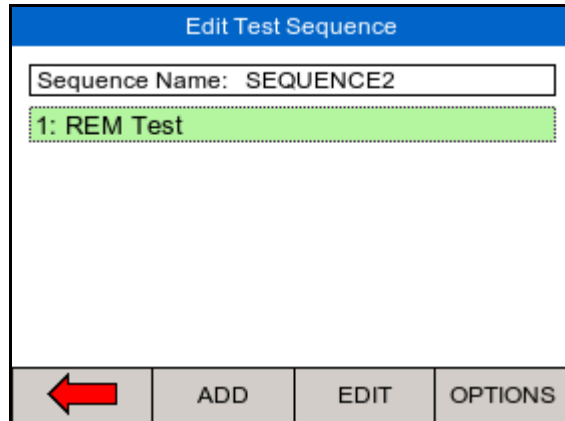 Edit Test Sequence
Sequence Name: SEQUENCE2
1: REM Test
ADD EDIT OPTIONS